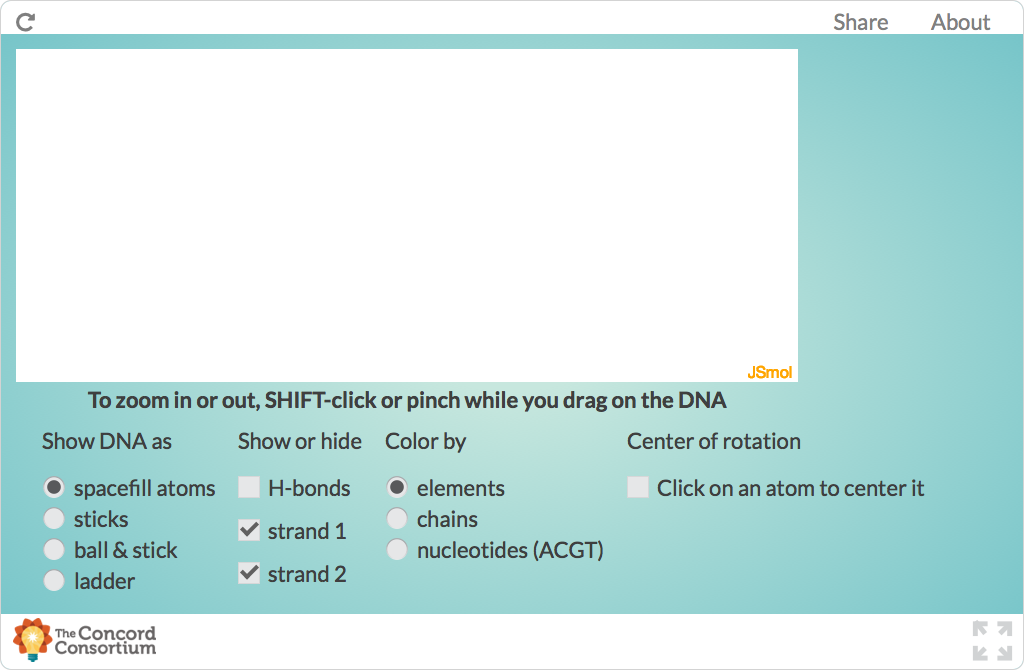 Share About
JSmol
To zoom in or out, SHIFT-click or pinch while you drag on the DNA
Show DNA as
spacefill atoms
sticks
ball & stick
ladder
Show or hide
H-bonds
strand 1
strand 2
Color by
elements
chains
nucleotides (ACGT)
Center of rotation
Click on an atom to center it
The Concord
Consortium